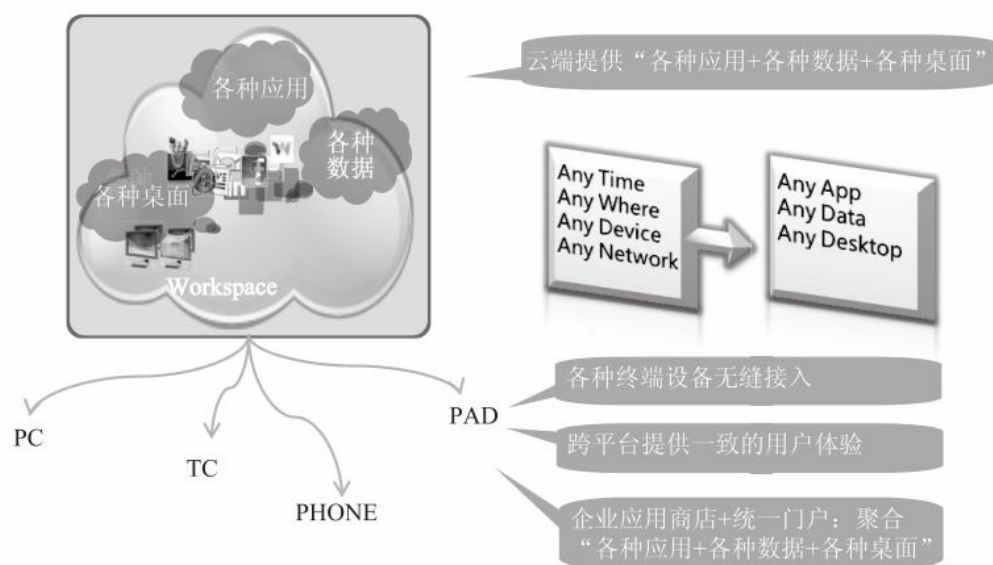 各种应用
各种数据
各种桌面
Workspace
PC
TC
PHONE
PAD
云端提供“各种应用+各种数据+各种桌面”
Any Time
Any Where
Any Device
Any Network
Any App
Any Data
Any Desktop
各种终端设备无缝接入
跨平台提供一致的用户体验
企业应用商店+统一门户：聚合
“各种应用+各种数据+各种桌面”